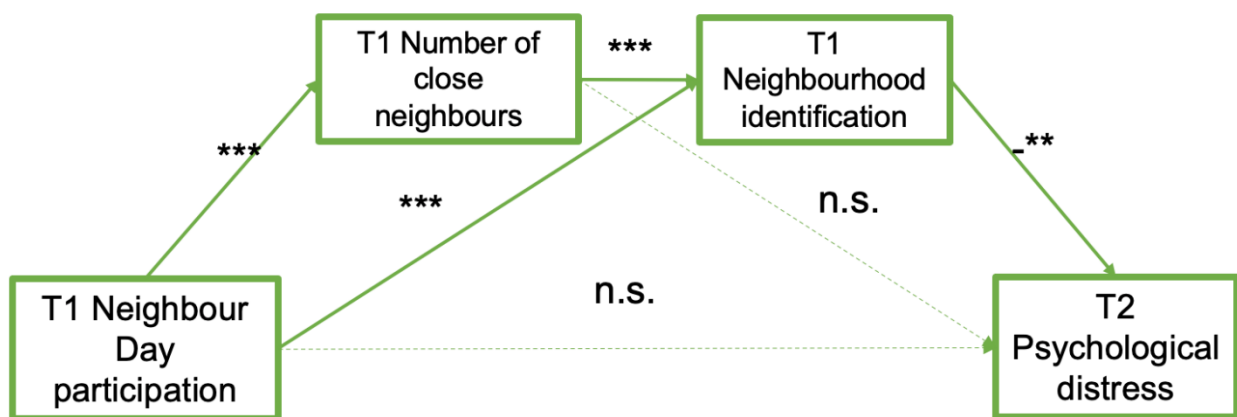 T1 Number of
close
neighbours
***
T1
Neighbourhood
identification
***
***
-**
n.s.
n.s.
T1 Neighbour
Day
participation
T2
Psychological
distress